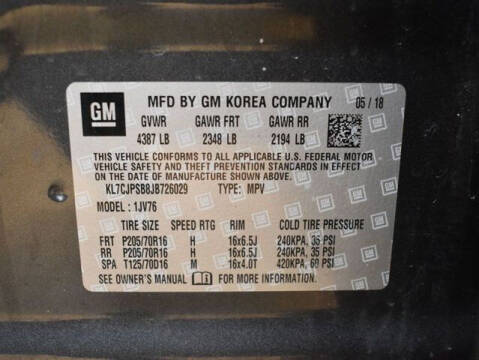 GM MFD BY GM KOREA COMPANY 05 / 18
GVWR GAWR FRT GAWR RR
4387 LB 2348 LB 2194 LB
THIS VEHICLE CONFORMS TO ALL APPLICABLE U.S. FEDERAL MOTOR
VEHICLE SAFETY AND THEFT PREVENTION STANDARDS IN EFFECT
ON THE DATE OF MANUFACTURE SHOWN ABOVE.
KL7CJPSB8JB726029 TYPE: MPV
MODEL : 1JV76
TIRE SIZE SPEED RTG RIM COLD TIRE PRESSURE
FRT P205/70R16 H 16x6.5J 240KPA, 35 PSI
RR P205/70R16 H 16x6.5J 240KPA, 35 PSI
SPA T125/70D16 M 16x4.0T 420KPA, 60 PSI
SEE OWNER'S MANUAL FOR MORE INFORMATION.